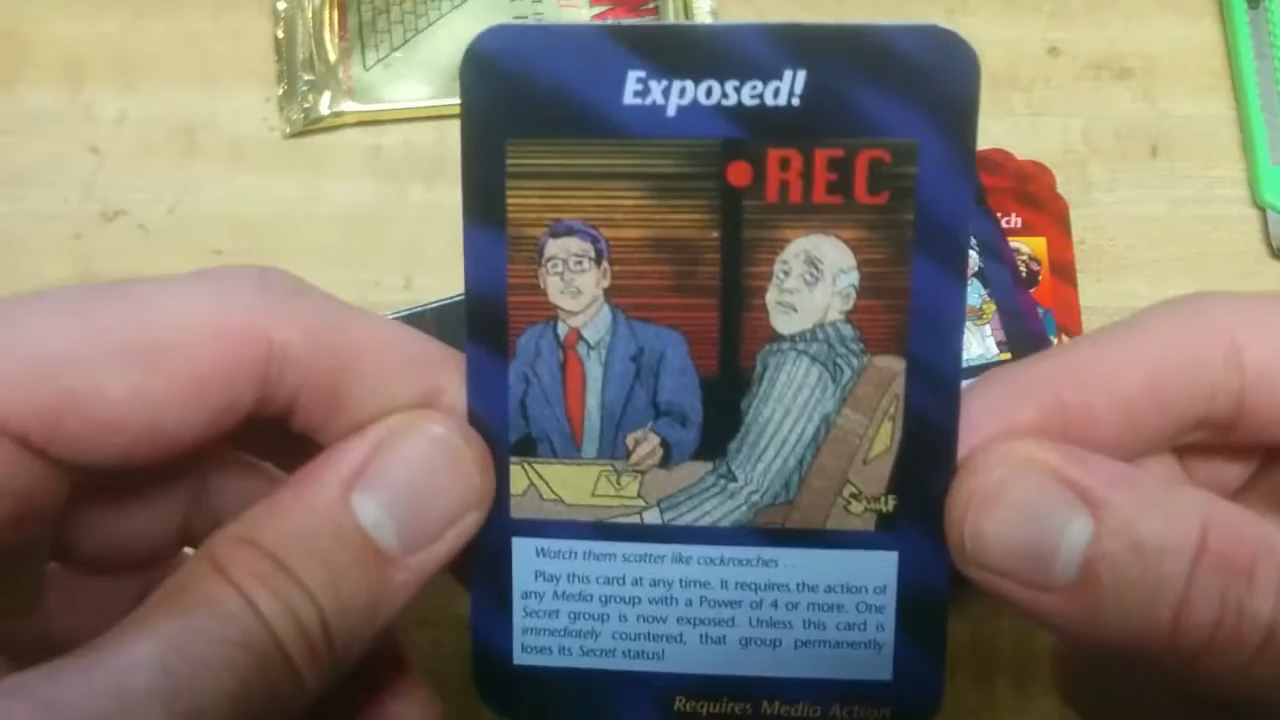 Exposed!
REC
ich
Watch them scatter like cockroaches . . .
Play this card at any time. It requires the action of
any Media group with a Power of 4 or more. One
Secret group is now exposed. Unless this card is
immediately countered, that group permanently
loses its Secret status!
Requires Media Action